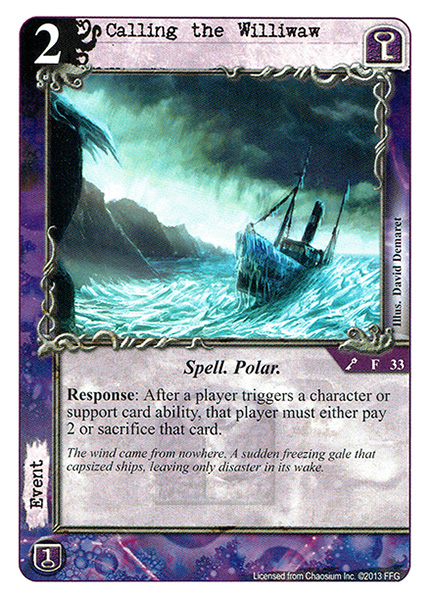 2
Calling the Williwaw
Illus. David Demaret
F 33
Spell. Polar.
Response: After a player triggers a character or
support card ability, that player must either pay
2 or sacrifice that card.
The wind came from nowhere. A sudden freezing gale that
capsized ships, leaving only disaster in its wake.
Event
1
Licensed from Chaosium Inc. ©2013 FFG